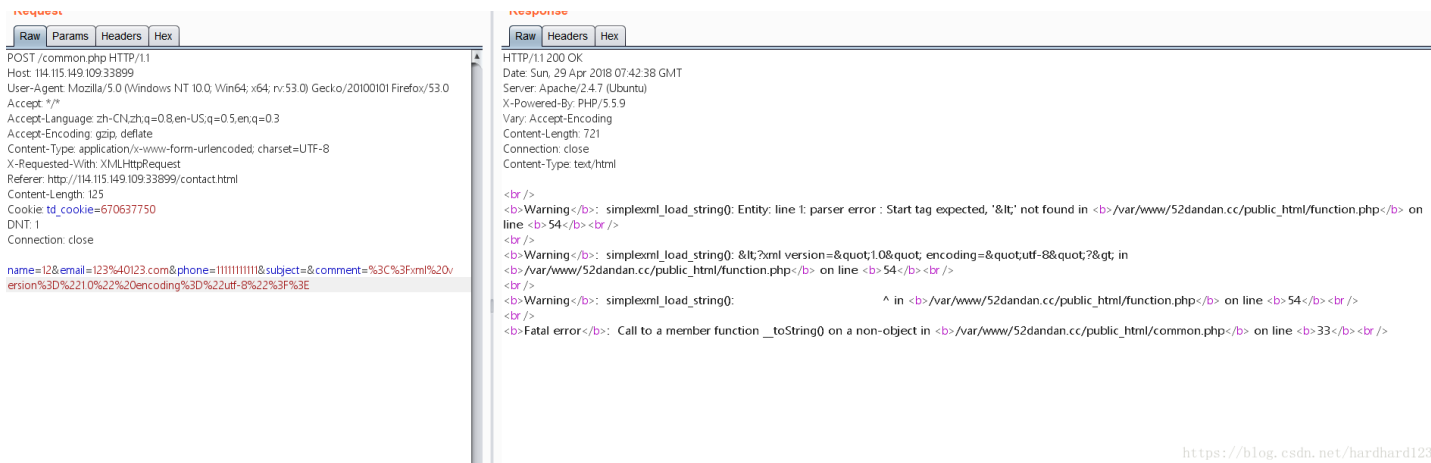 Request
Raw Params Headers Hex
POST /common.php HTTP/1.1
Host: 114.115.149.109:33899
User-Agent: Mozilla/5.0 (Windows NT 10.0; Win64; x64; rv:53.0) Gecko/20100101 Firefox/53.0
Accept: */*
Accept-Language: zh-CN,zh;q=0.8,en-US;q=0.5,en;q=0.3
Accept-Encoding: gzip, deflate
Content-Type: application/x-www-form-urlencoded; charset=UTF-8
X-Requested-With: XMLHttpRequest
Referer: http://114.115.149.109:33899/contact.html
Content-Length: 125
Cookie: td_cookie=670637750
DNT: 1
Connection: close
name=12&email=123%40123.com&phone=11111111111&subject=&comment=%3C%3Fxml%20v
ersion%3D%221.0%22%20encoding%3D%22utf-8%22%3F%3E
Response
Raw Headers Hex
HTTP/1.1 200 OK
Date: Sun, 29 Apr 2018 07:42:38 GMT
Server: Apache/2.4.7 (Ubuntu)
X-Powered-By: PHP/5.5.9
Vary: Accept-Encoding
Content-Length: 721
Connection: close
Content-Type: text/html
<br />
<b>Warning</b>:  simplexml_load_string(): Entity: line 1: parser error : Start tag expected, '&lt;' not found in <b>/var/www/52dandan.cc/public_html/function.php</b> on
line <b>54</b><br />
<br />
<b>Warning</b>:  simplexml_load_string(): &lt;?xml version=&quot;1.0&quot; encoding=&quot;utf-8&quot;?&gt; in
<b>/var/www/52dandan.cc/public_html/function.php</b> on line <b>54</b><br />
<br />
<b>Warning</b>:  simplexml_load_string():                                       ^ in <b>/var/www/52dandan.cc/public_html/function.php</b> on line <b>54</b><br />
<br />
<b>Fatal error</b>:  Call to a member function __toString() on a non-object in <b>/var/www/52dandan.cc/public_html/common.php</b> on line <b>33</b><br />
https://blog.csdn.net/hardhard123